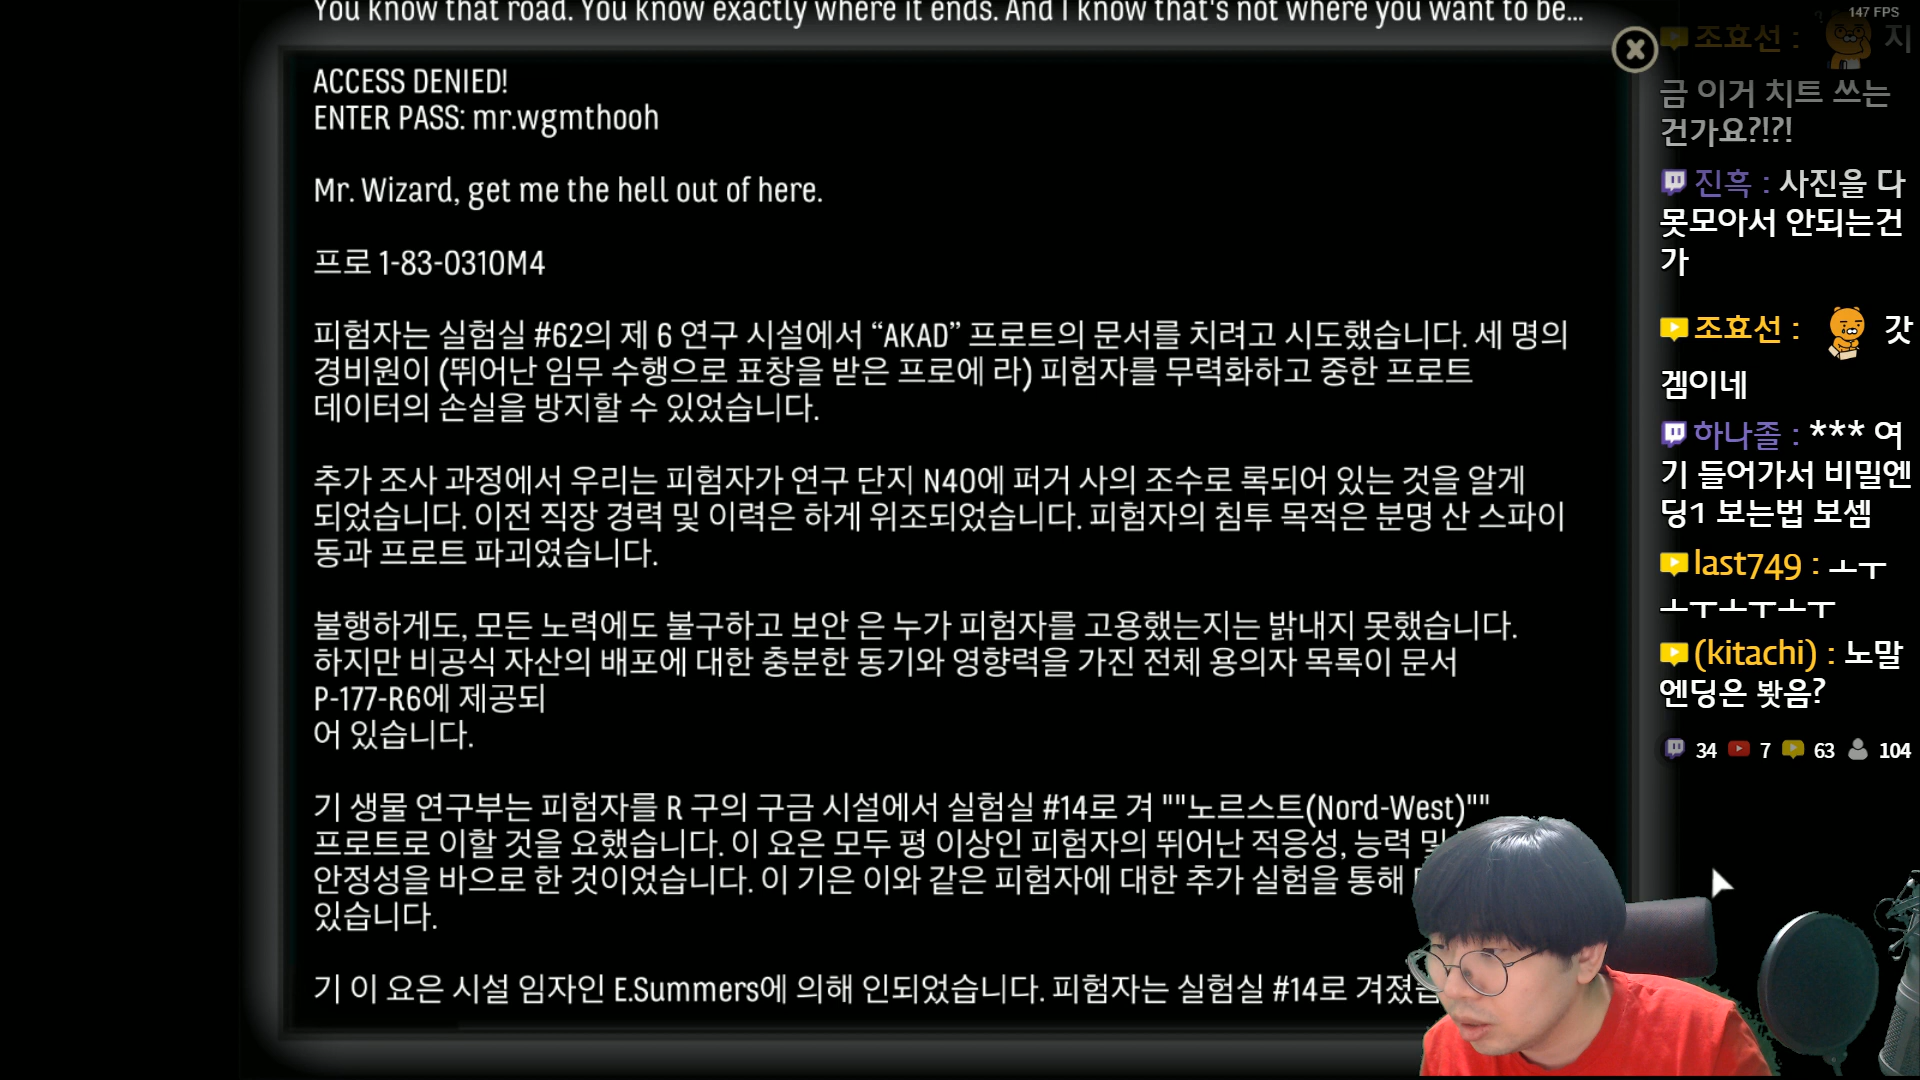 You know that road. You know exactly where it ends. And I know that's not where you want to be...
ACCESS DENIED!
ENTER PASS: mr.wgmthooh
Mr. Wizard, get me the hell out of here.
프로 1-83-0310M4
피험자는 실험실 #62의 제 6 연구 시설에서 “AKAD” 프로트의 문서를 치려고 시도했습니다. 세 명의
경비원이 (뛰어난 임무 수행으로 표창을 받은 프로에 라) 피험자를 무력화하고 중한 프로트
데이터의 손실을 방지할 수 있었습니다.
추가 조사 과정에서 우리는 피험자가 연구 단지 N40에 퍼거 사의 조수로 록되어 있는 것을 알게
되었습니다. 이전 직장 경력 및 이력은 하게 위조되었습니다. 피험자의 침투 목적은 분명 산 스파이
동과 프로트 파괴였습니다.
불행하게도, 모든 노력에도 불구하고 보안 은 누가 피험자를 고용했는지는 밝내지 못했습니다.
하지만 비공식 자산의 배포에 대한 충분한 동기와 영향력을 가진 전체 용의자 목록이 문서
P-177-R6에 제공되
어 있습니다.
기 생물 연구부는 피험자를 R 구의 구금 시설에서 실험실 #14로 겨 ""노르스트(Nord-West)""
프로트로 이할 것을 요했습니다. 이 요은 모두 평 이상인 피험자의 뛰어난 적응성, 능력 및
안정성을 바으로 한 것이었습니다. 이 기은 이와 같은 피험자에 대한 추가 실험을 통해
있습니다.
기 이 요은 시설 임자인 E.Summers에 의해 인되었습니다. 피험자는 실험실 #14로 겨졌습
147 FPS
조효선 : 지
금 이거 치트 쓰는
건가요?!?!
진흑 : 사진을 다
못모아서 안되는건
가
조효선 : 갓
겜이네
하나졸 : *** 여
기 들어가서 비밀엔
딩1 보는법 보셈
last749 : ㅗㅜ
ㅗㅜㅗㅜㅗㅜ
(kitachi) : 노말
엔딩은 봣음?
34 7 63 104